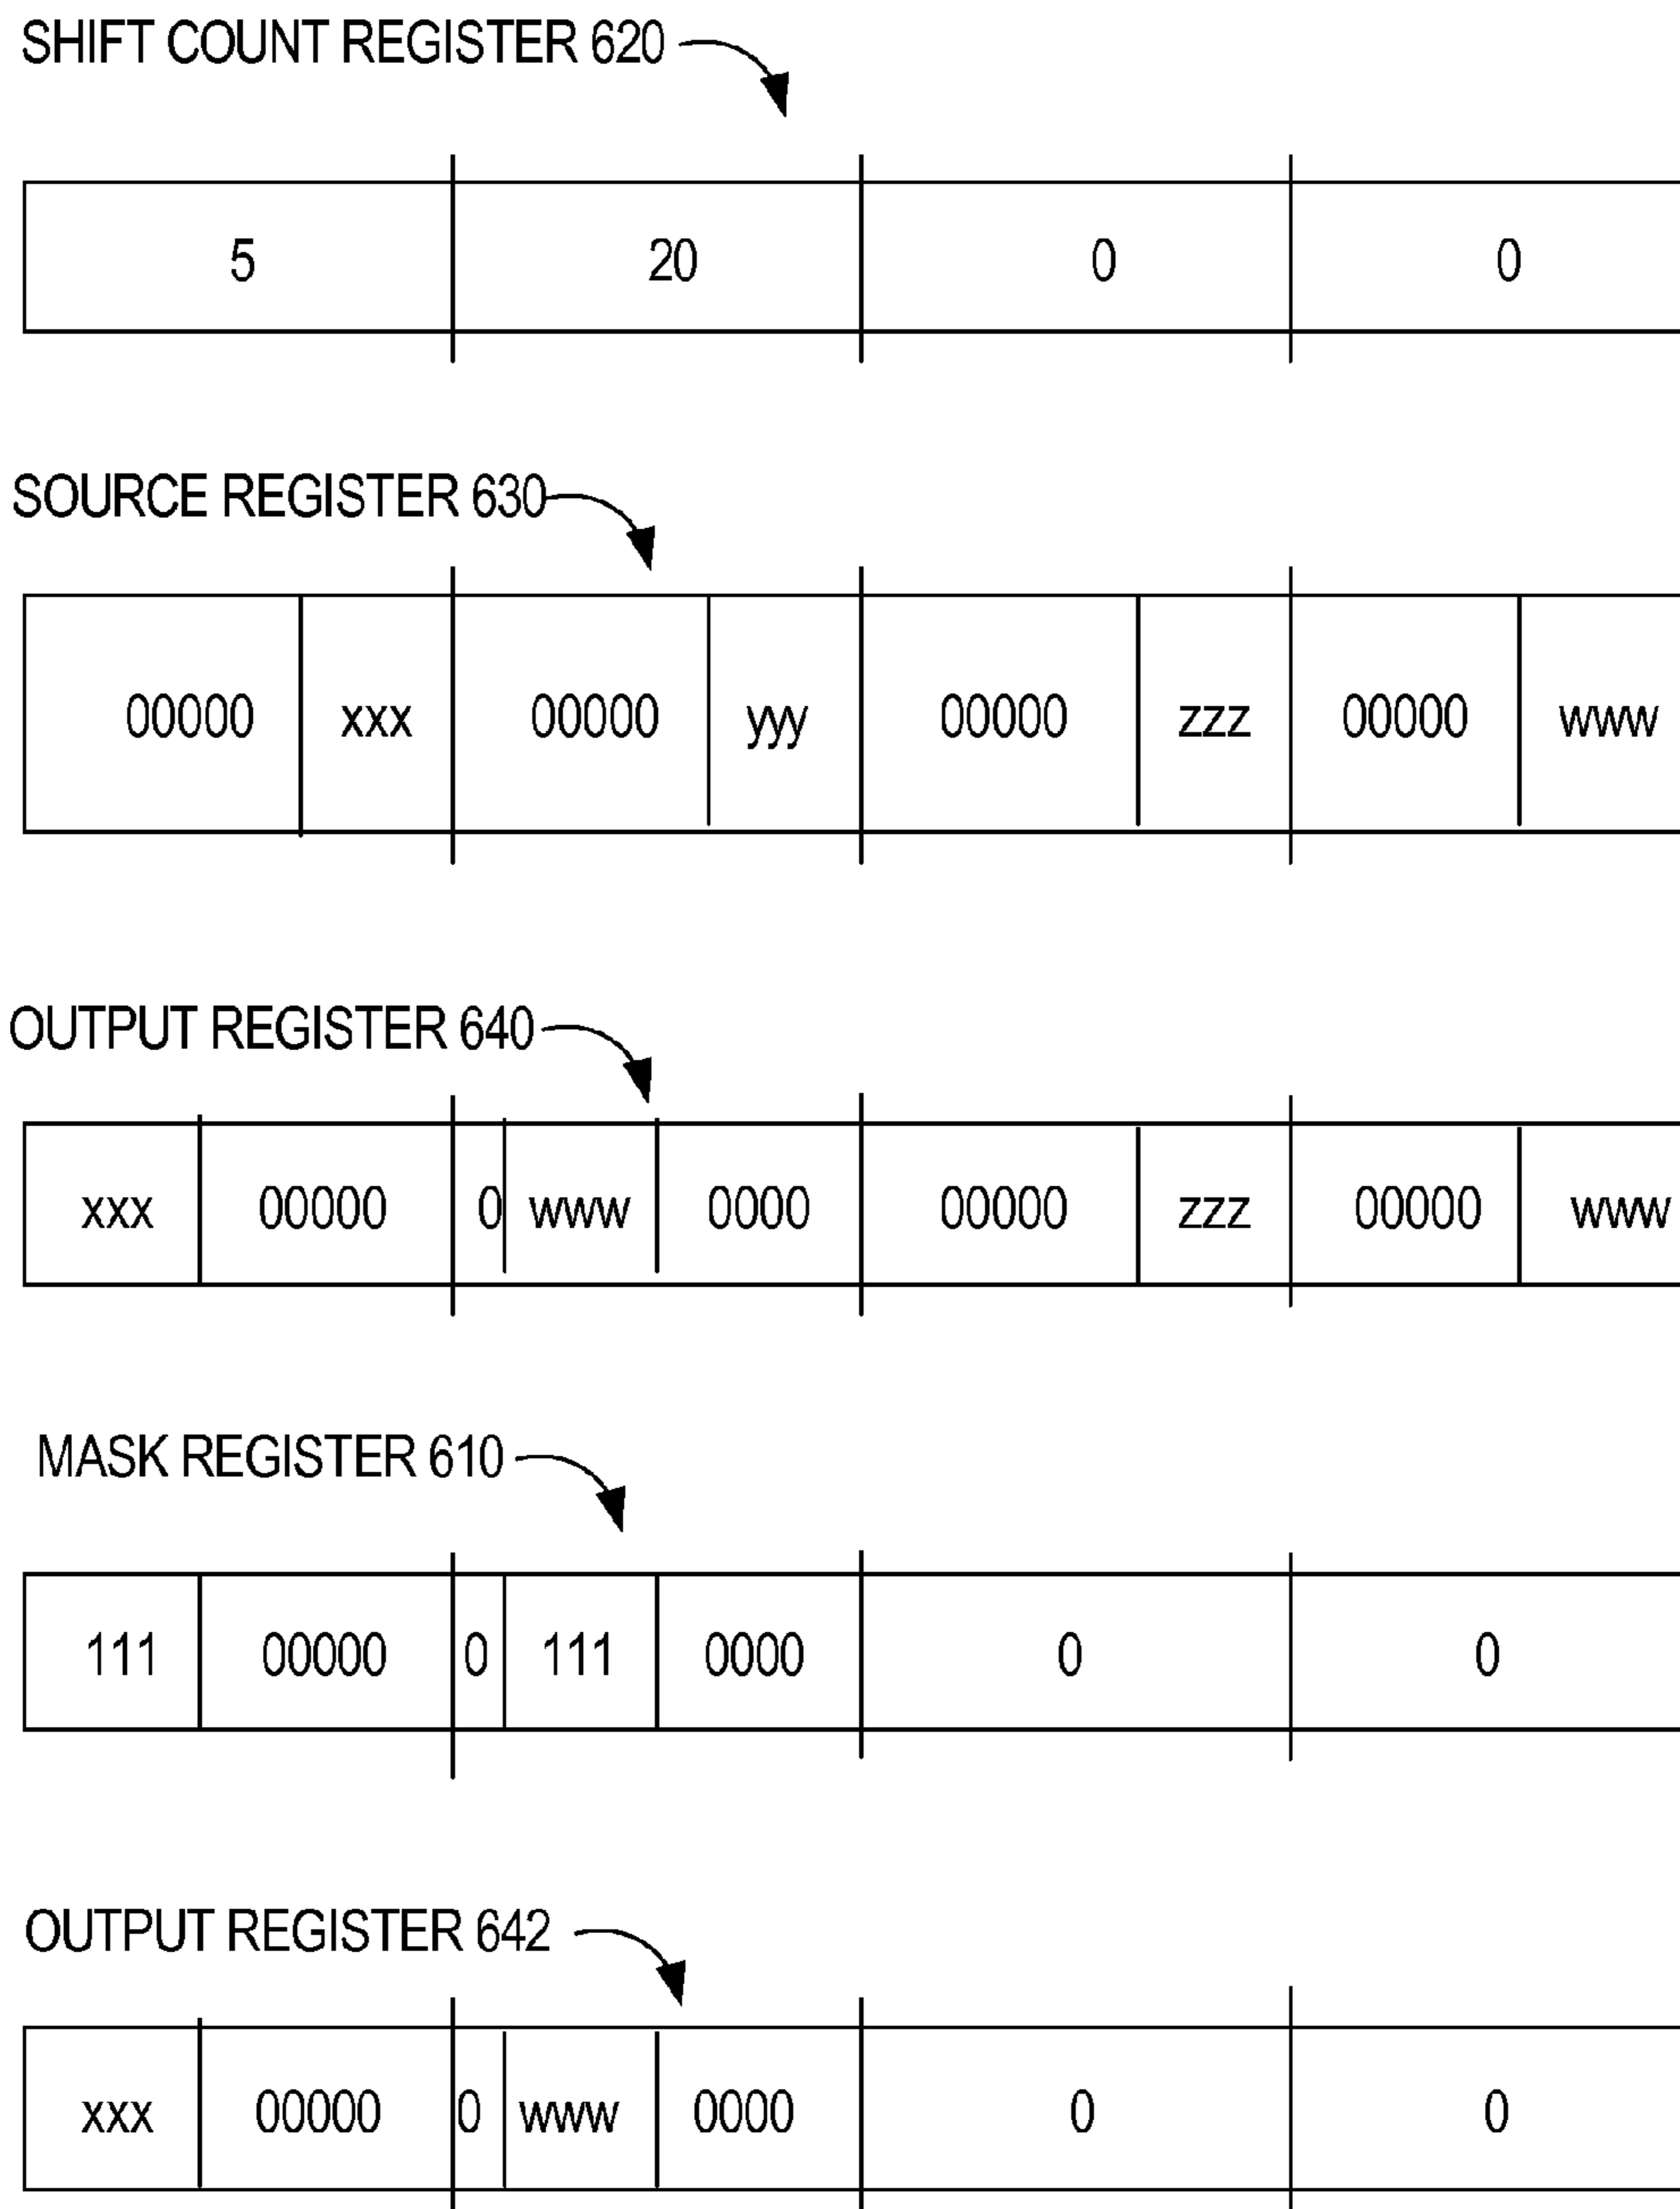 SHIFT COUNT REGISTER 620
5 20 0 0
SOURCE REGISTER 630
00000 xxx 00000 yyy 00000 zzz 00000 www
OUTPUT REGISTER 640
xxx 00000 0 www 0000 00000 zzz 00000 www
MASK REGISTER 610
111 00000 0 111 0000 0 0
OUTPUT REGISTER 642
xxx 00000 0 www 0000 0 0